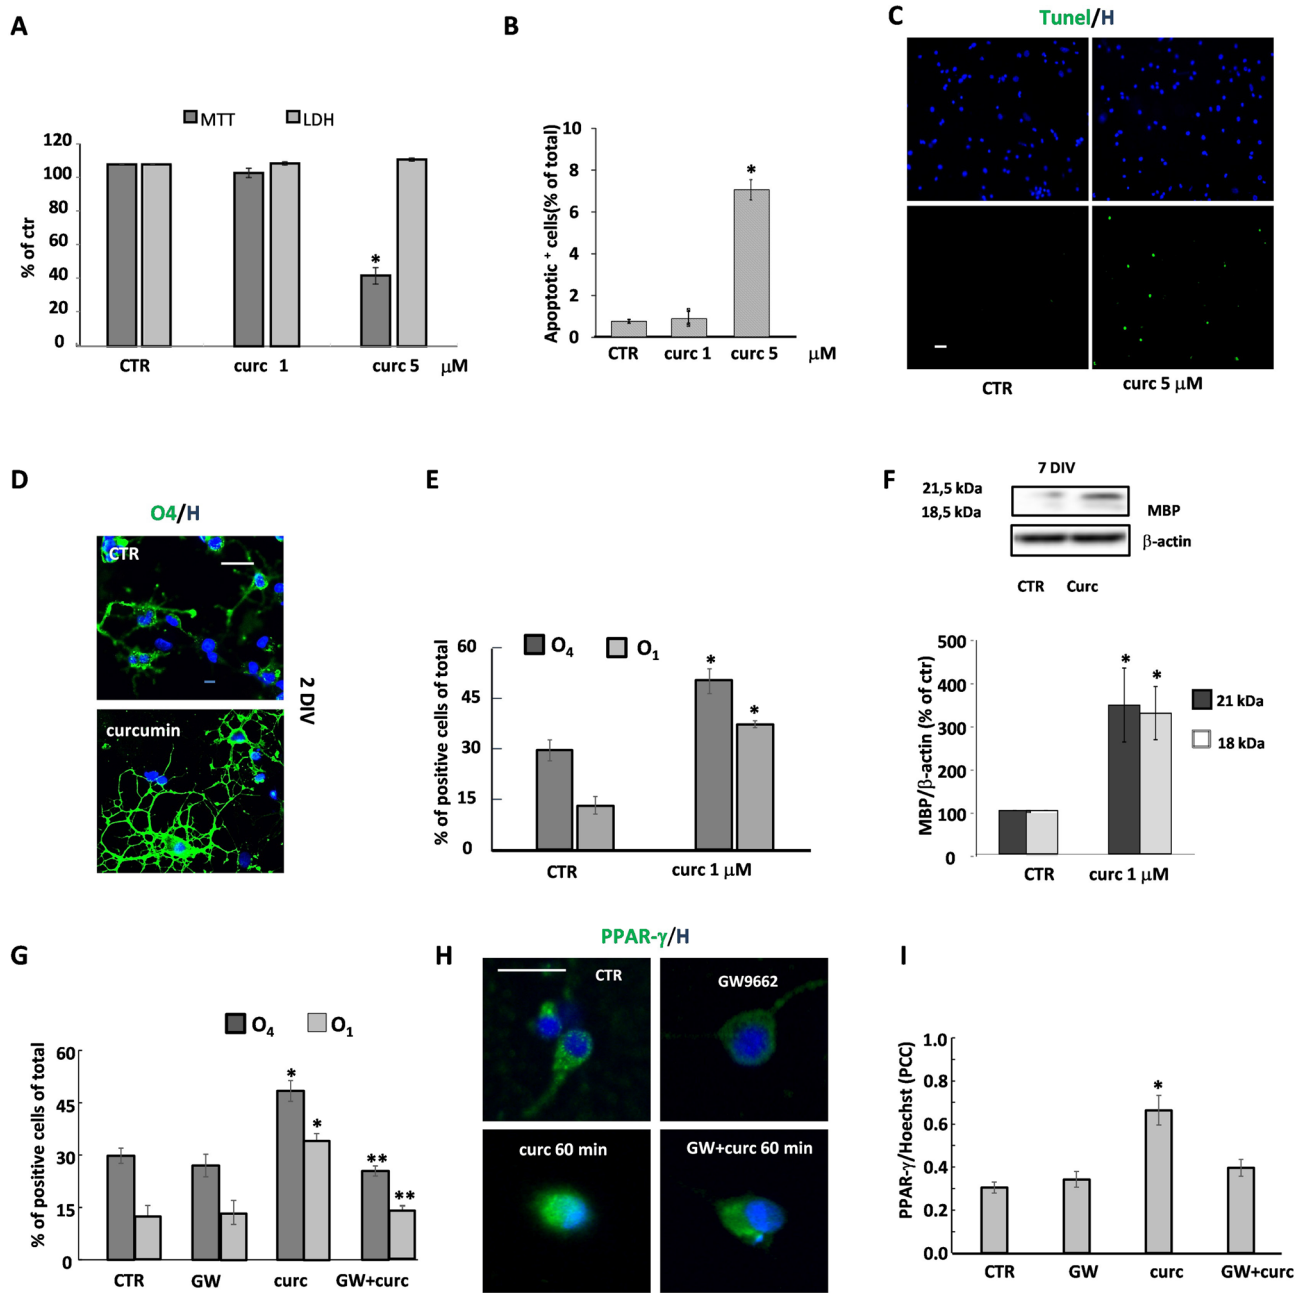 A
MTT LDH
% of ctr
120
100
80
60
40
20
0
*
CTR curc 1 curc 5 μM
B
Apoptotic + cells(% of total)
10
8
6
4
2
0
*
CTR curc 1 curc 5 μM
C
Tunel/H
CTR
curc 5 μM
D
O4/H
CTR
curcumin
2 DIV
E
O4 O1
% of positive cells of total
60
45
30
15
0
* *
CTR curc 1 μM
F
7 DIV
21,5 kDa
18,5 kDa
MBP
β-actin
CTR Curc
MBP/β-actin (% of ctr)
500
400
300
200
100
0
* *
21 kDa
18 kDa
CTR curc 1 μM
G
O4 O1
% of positive cells of total
60
45
30
15
0
* * ** **
CTR GW curc GW+curc
H
PPAR-γ/H
CTR
GW9662
curc 60 min
GW+curc 60 min
I
PPAR-γ/Hoechst (PCC)
1.0
0.8
0.6
0.4
0.2
0.0
*
CTR GW curc GW+curc